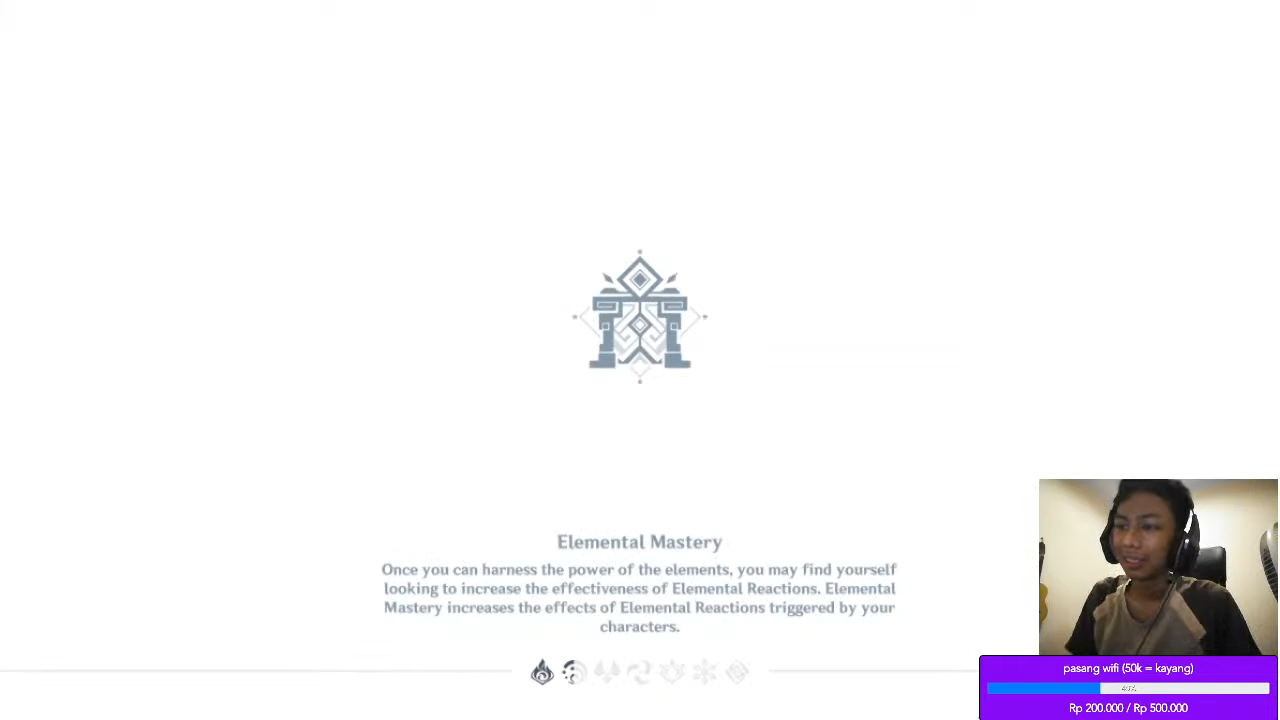 Elemental Mastery
Once you can harness the power of the elements, you may find yourself
looking to increase the effectiveness of Elemental Reactions. Elemental
Mastery increases the effects of Elemental Reactions triggered by your
characters.
pasang wifi (50k = kayang)
40%
Rp 200.000 / Rp 500.000